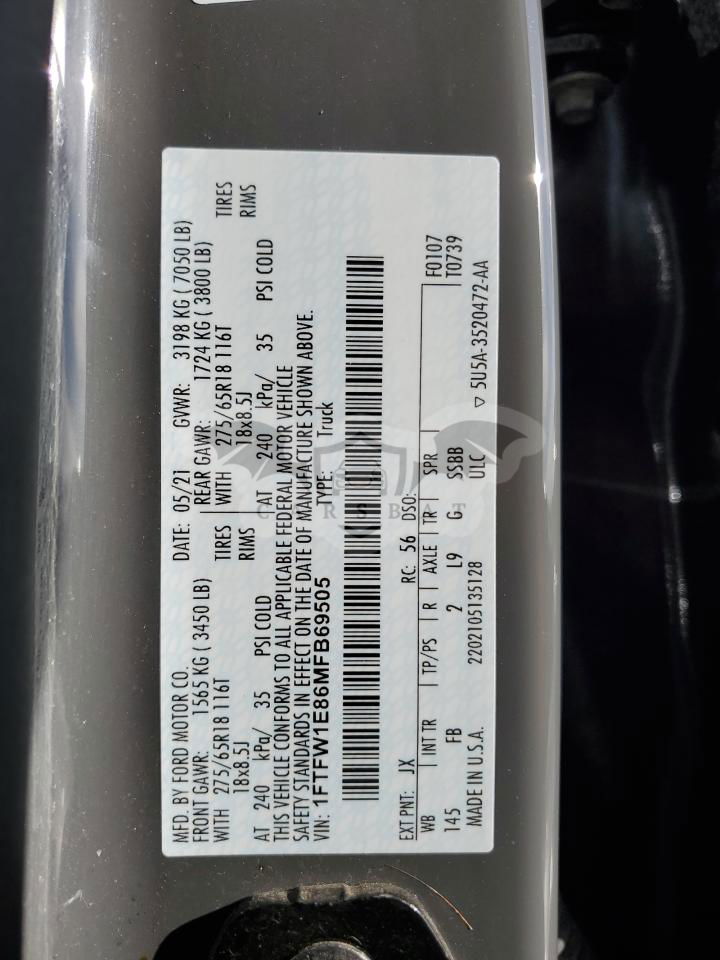 MFD. BY FORD MOTOR CO. DATE: 05/21 GVWR: 3198 KG ( 7050 LB)
FRONT GAWR: 1565 KG ( 3450 LB) REAR GAWR: 1724 KG ( 3800 LB)
WITH 275/65R18 116T TIRES WITH 275/65R18 116T TIRES
18x8.5J RIMS 18x8.5J RIMS
AT 240 kPa/ 35 PSI COLD AT 240 kPa/ 35 PSI COLD
THIS VEHICLE CONFORMS TO ALL APPLICABLE FEDERAL MOTOR VEHICLE
SAFETY STANDARDS IN EFFECT ON THE DATE OF MANUFACTURE SHOWN ABOVE.
VIN: 1FTFW1E86MFB69505 TYPE: Truck
EXT PNT: JX RC: 56 DSO: F0107
WB INT TR TP/PS R AXLE TR SPR T0739
145 FB 2 L9 G SSBB
MADE IN U.S.A. 2202105135128 ULC ▽ 5U5A-3520472-AA
CARSBAT